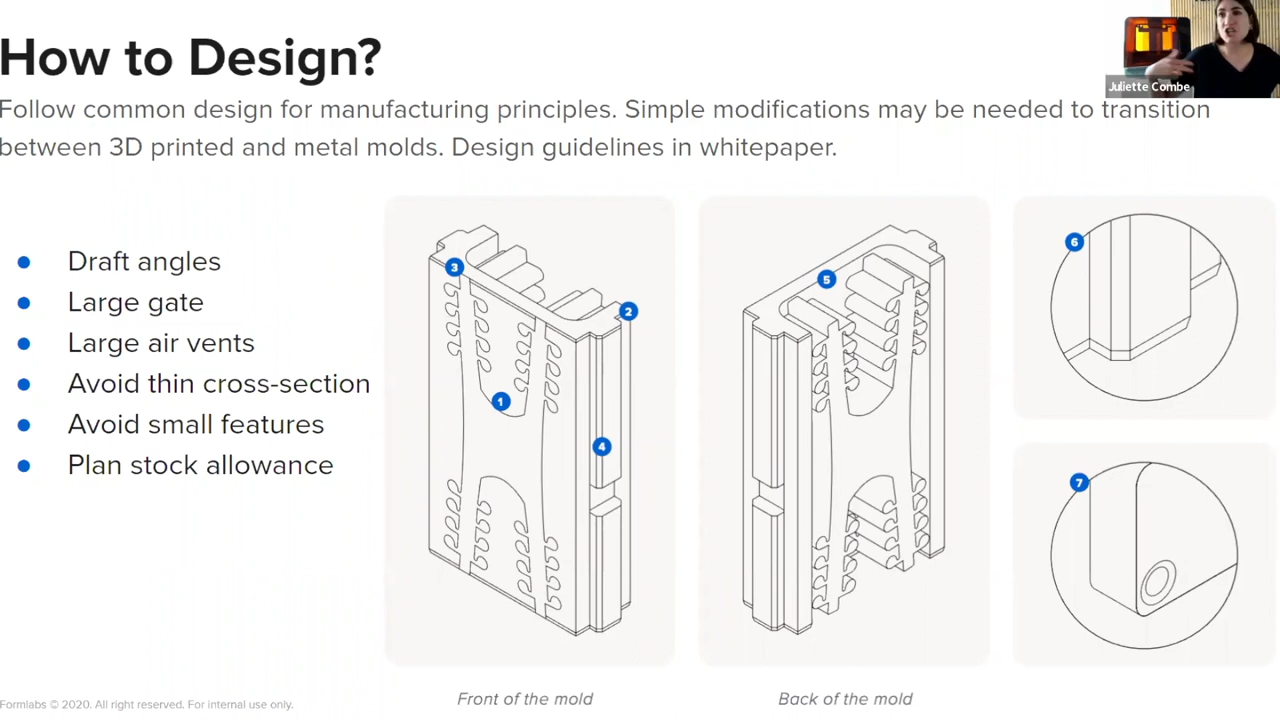 How to Design?
Juliette Combe
Follow common design for manufacturing principles. Simple modifications may be needed to transition
between 3D printed and metal molds. Design guidelines in whitepaper.
Draft angles
Large gate
Large air vents
Avoid thin cross-section
Avoid small features
Plan stock allowance
3
2
1
4
5
6
7
Front of the mold
Back of the mold
Formlabs © 2020. All right reserved. For internal use only.